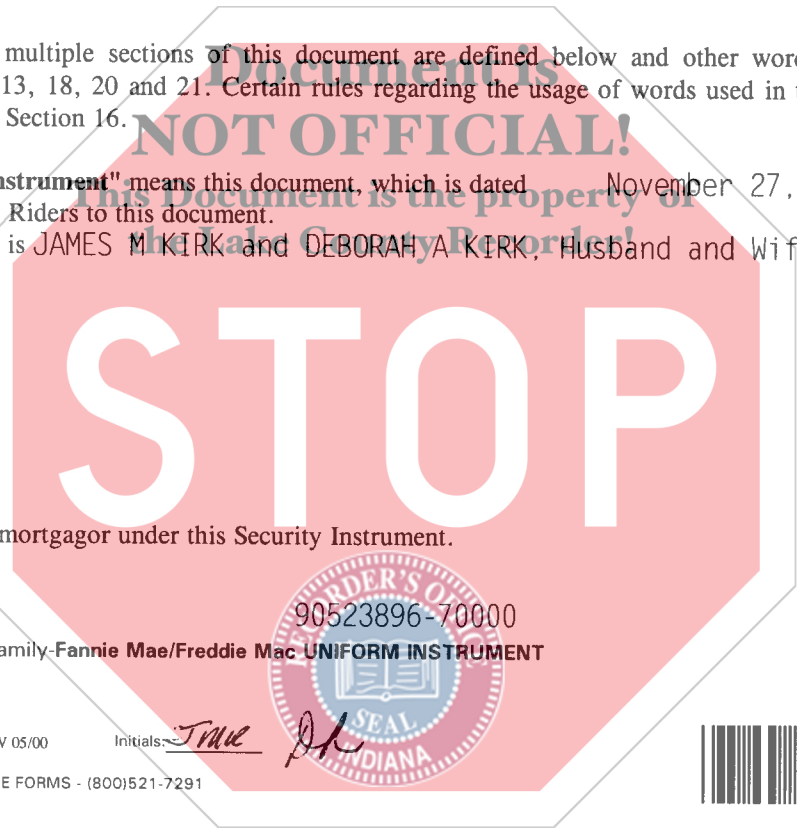 multiple sections of this document are defined below and other word
Document is
13, 18, 20 and 21. Certain rules regarding the usage of words used in t
Section 16.
NOT OFFICIAL!
nstrument" means this document, which is dated November 27,
This Document is the property of
Riders to this document.
is JAMES M KIRK and DEBORAH A KIRK, Husband and Wif
the Lake County Recorder!
STOP
mortgagor under this Security Instrument.
RECORDER'S OFFICE
90523896-70000
amily-Fannie Mae/Freddie Mac UNIFORM INSTRUMENT
SEAL
INDIANA
V 05/00 Initials: JMK DK
E FORMS - (800)521-7291